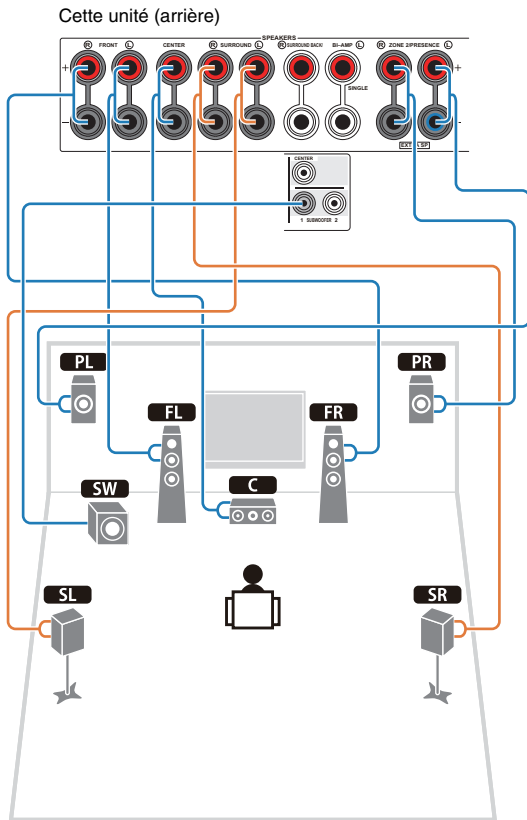 Cette unité (arrière)
SPEAKERS
R FRONT L CENTER R SURROUND L R SURROUND BACK/ BI-AMP L R ZONE 2/PRESENCE L
+ +
SINGLE
– –
EXTRA SP
CENTER
1 SUBWOOFER 2
PL PR
FL FR
SW C
SL SR